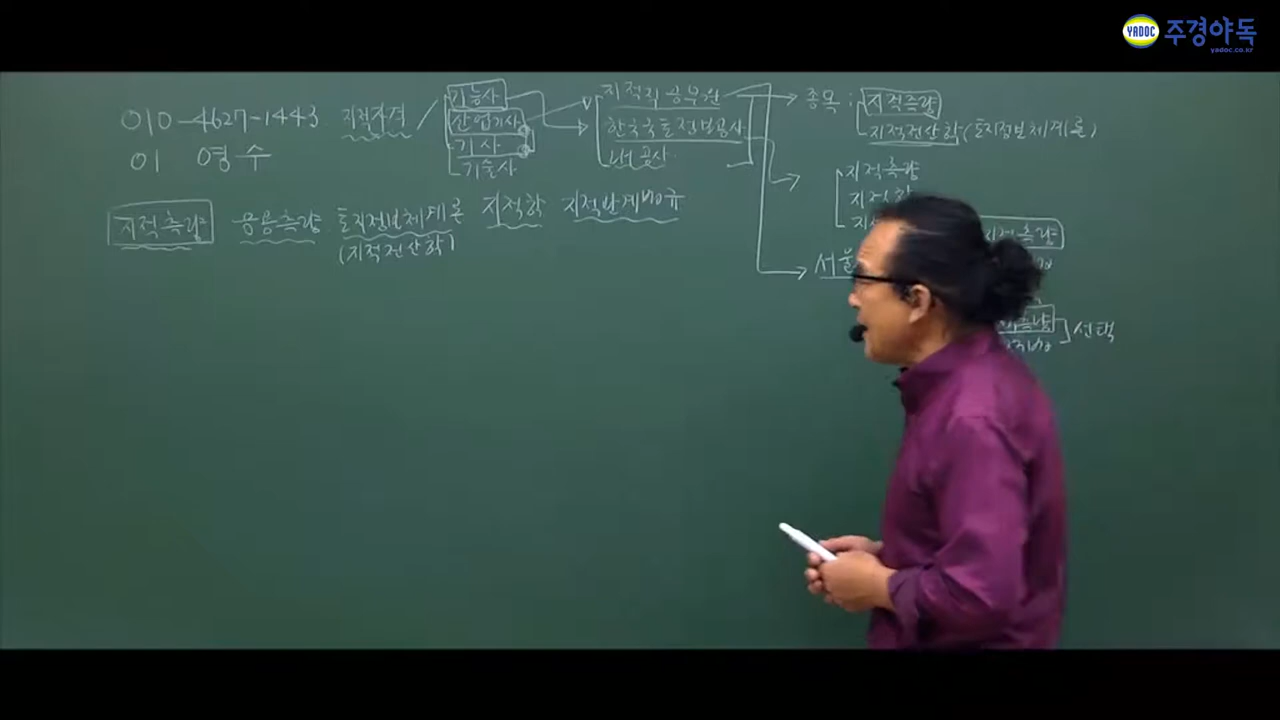 YADOC 주경야독
yadoc.co.kr
010-4627-1443
이 영수
지적자격
기능사
산업기사
기사
기술사
지적직 공무원
한국국토정보공사
LH 공사
종목 : 지적측량
지적전산학(토지정보체계론)
지적측량
서울
선택
지적측량 응용측량 토지정보체계론 지적학 지적관계법규
(지적전산학)